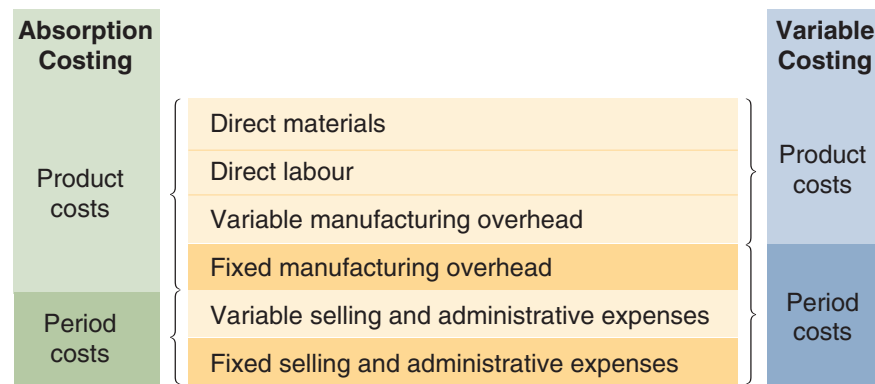 Absorption
Costing
Variable
Costing
Product
costs
Direct materials
Direct labour
Variable manufacturing overhead
Fixed manufacturing overhead
Product
costs
Period
costs
Variable selling and administrative expenses
Fixed selling and administrative expenses
Period
costs